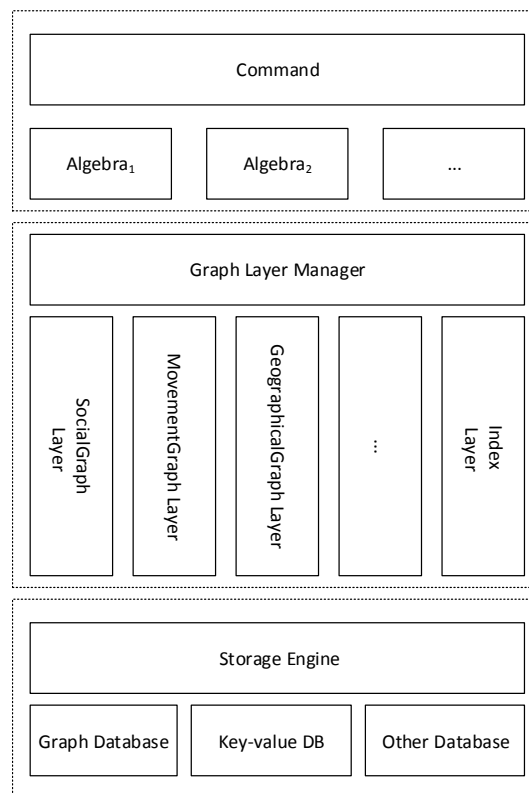 Command
Algebra₁
Algebra₂
...
Graph Layer Manager
SocialGraph
Layer
MovementGraph Layer
GeographicalGraph Layer
...
Index
Layer
Storage Engine
Graph Database
Key-value DB
Other Database